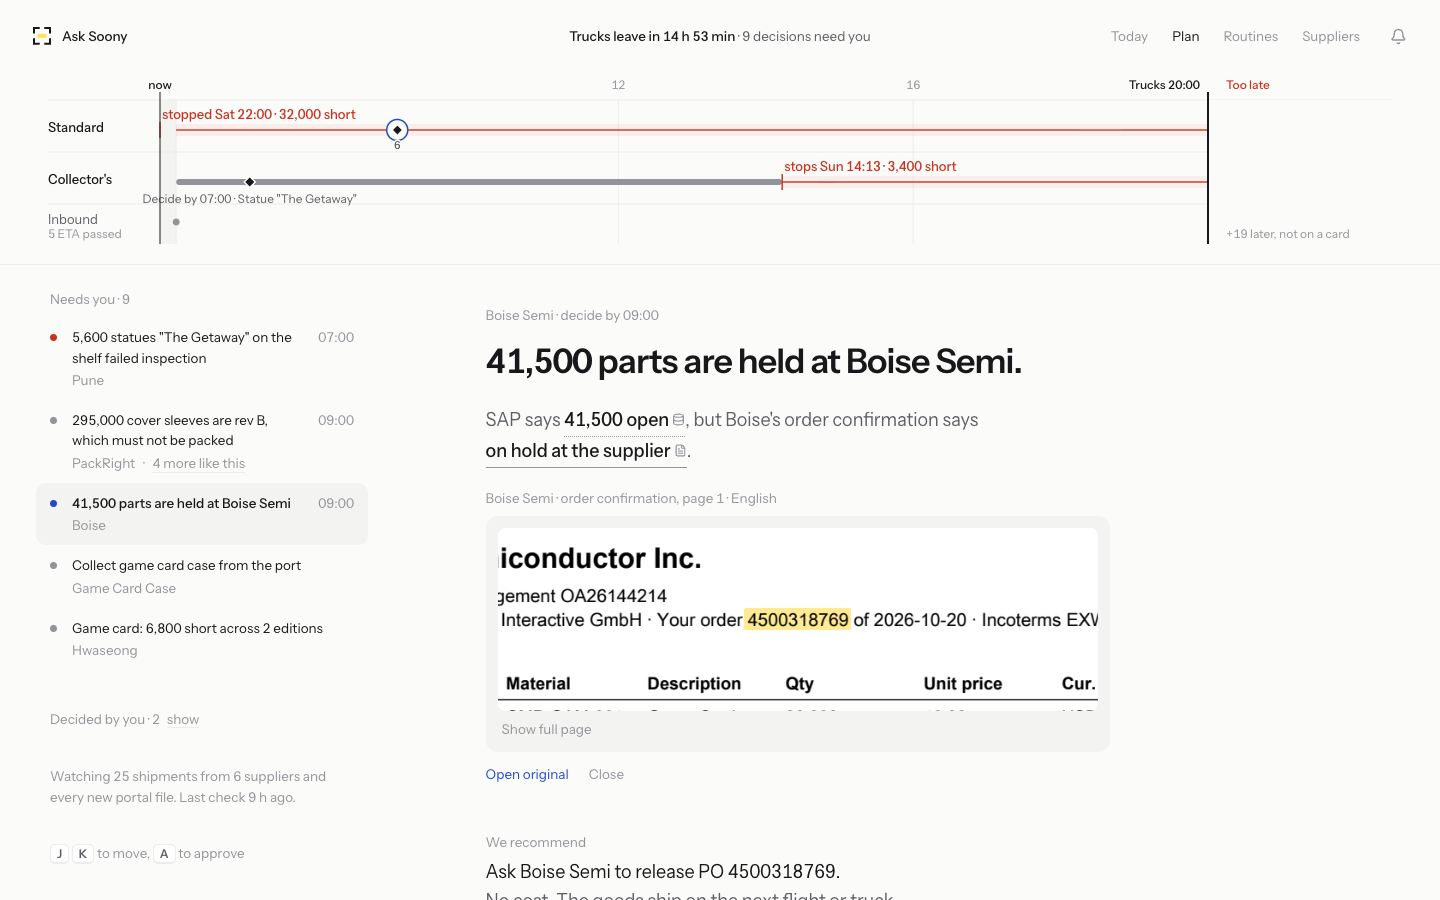 Ask Soony
Trucks leave in 14 h 53 min · 9 decisions need you
Today Plan Routines Suppliers
now 12 16 Trucks 20:00 Too late
stopped Sat 22:00 · 32,000 short
Standard
6
stops Sun 14:13 · 3,400 short
Collector's
Decide by 07:00 · Statue "The Getaway"
Inbound
5 ETA passed
+19 later, not on a card
Needs you · 9
5,600 statues "The Getaway" on the 07:00
shelf failed inspection
Pune
295,000 cover sleeves are rev B, 09:00
which must not be packed
PackRight · 4 more like this
41,500 parts are held at Boise Semi 09:00
Boise
Collect game card case from the port
Game Card Case
Game card: 6,800 short across 2 editions
Hwaseong
Decided by you · 2 show
Watching 25 shipments from 6 suppliers and
every new portal file. Last check 9 h ago.
J K to move, A to approve
Boise Semi · decide by 09:00
41,500 parts are held at Boise Semi.
SAP says 41,500 open, but Boise's order confirmation says
on hold at the supplier.
Boise Semi · order confirmation, page 1 · English
iconductor Inc.
gement OA26144214
Interactive GmbH · Your order 4500318769 of 2026-10-20 · Incoterms EXW
Material Description Qty Unit price Cur.
Show full page
Open original Close
We recommend
Ask Boise Semi to release PO 4500318769.
No cost. The goods ship on the next flight or truck.